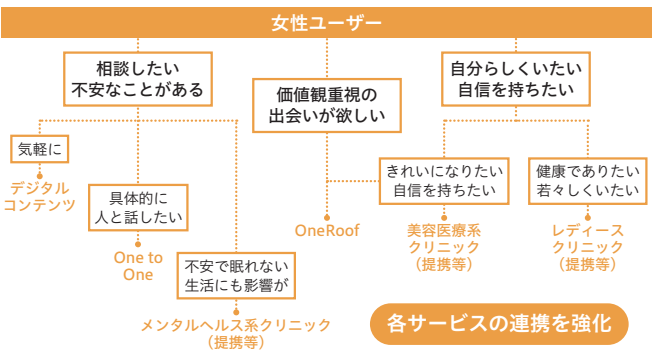 女性ユーザー
相談したい
不安なことがある
価値観重視の
出会いが欲しい
自分らしくいたい
自信を持ちたい
気軽に
デジタル
コンテンツ
具体的に
人と話したい
One to
One
不安で眠れない
生活にも影響が
メンタルヘルス系クリニック
（提携等）
OneRoof
きれいになりたい
自信を持ちたい
美容医療系
クリニック
（提携等）
健康でありたい
若々しくいたい
レディース
クリニック
（提携等）
各サービスの連携を強化